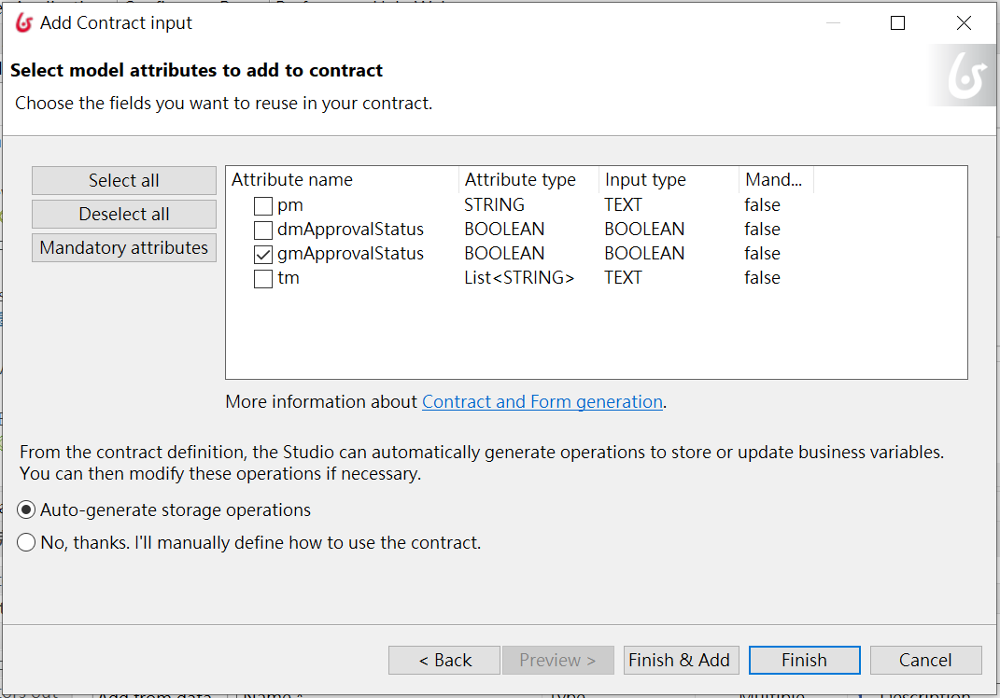 Add Contract input
Select model attributes to add to contract
Choose the fields you want to reuse in your contract.
Select all
Deselect all
Mandatory attributes
Attribute name Attribute type Input type Mand...
pm STRING TEXT false
dmApprovalStatus BOOLEAN BOOLEAN false
gmApprovalStatus BOOLEAN BOOLEAN false
tm List<STRING> TEXT false
More information about Contract and Form generation.
From the contract definition, the Studio can automatically generate operations to store or update business variables.
You can then modify these operations if necessary.
Auto-generate storage operations
No, thanks. I'll manually define how to use the contract.
< Back Preview > Finish & Add Finish Cancel